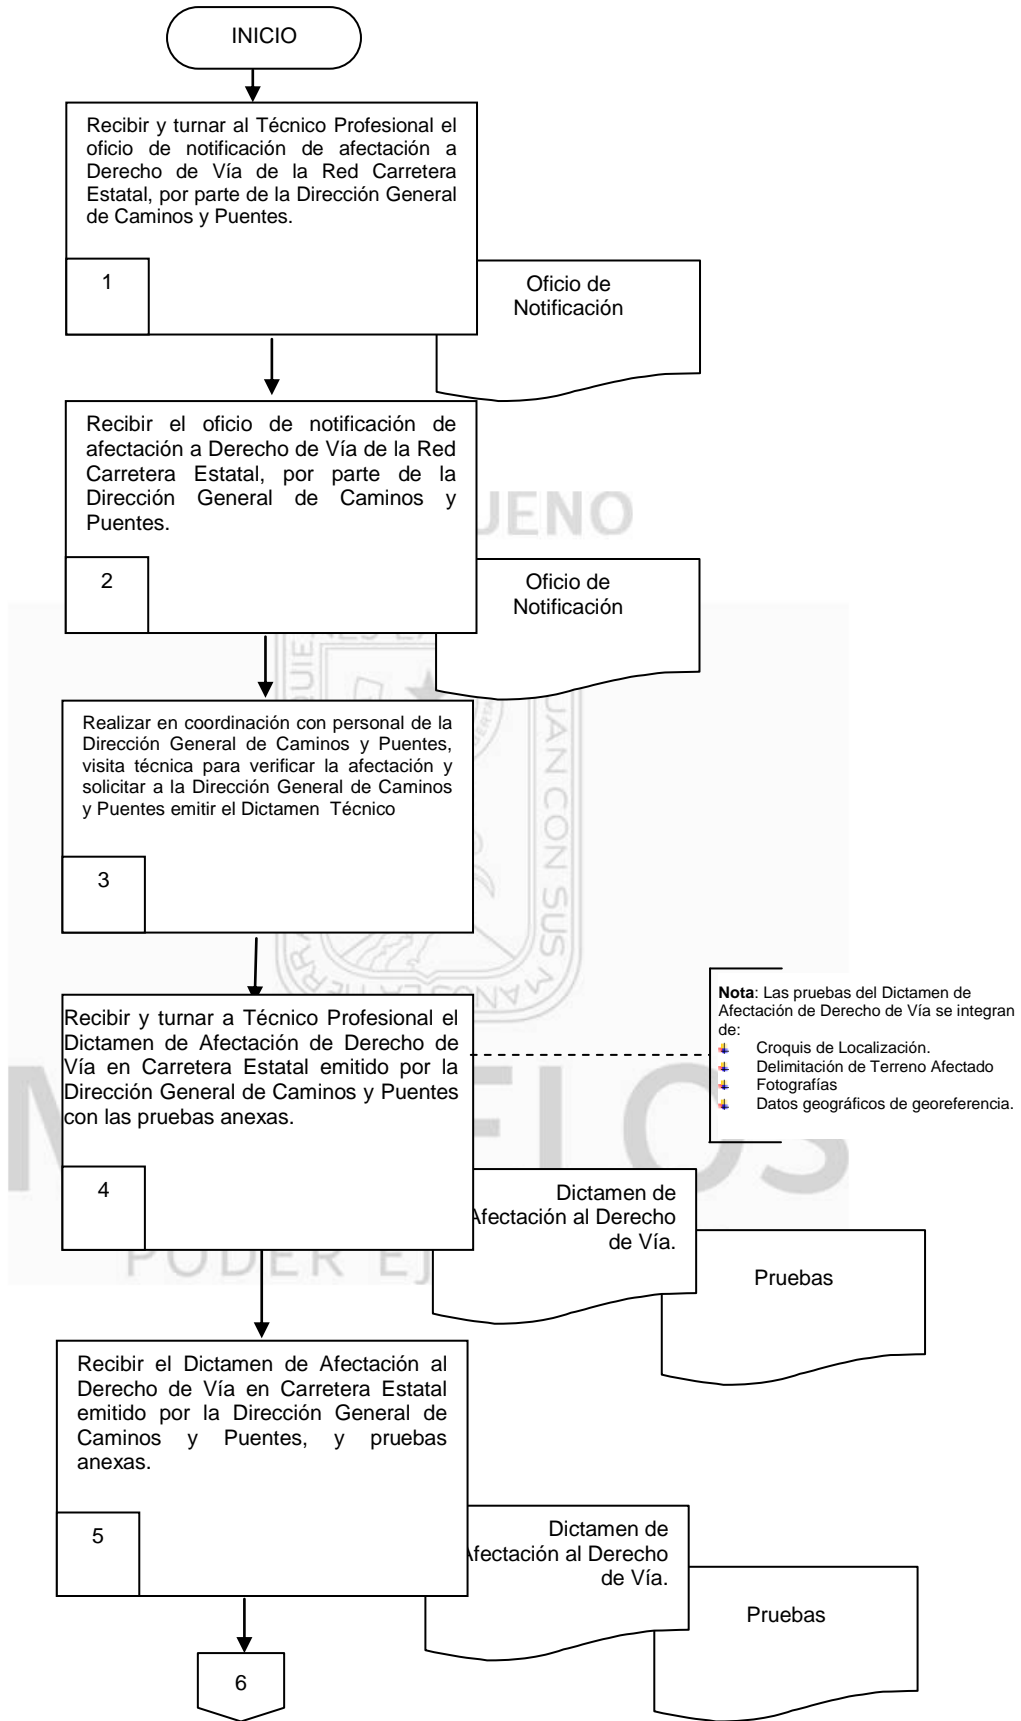 INICIO
Recibir y turnar al Técnico Profesional el
oficio de notificación de afectación a
Derecho de Vía de la Red Carretera
Estatal, por parte de la Dirección General
de Caminos y Puentes.
1
Oficio de
Notificación
Recibir el oficio de notificación de
afectación a Derecho de Vía de la Red
Carretera Estatal, por parte de la
Dirección General de Caminos y
Puentes.
2
Oficio de
Notificación
Realizar en coordinación con personal de la
Dirección General de Caminos y Puentes,
visita técnica para verificar la afectación y
solicitar a la Dirección General de Caminos
y Puentes emitir el Dictamen Técnico
3
Recibir y turnar a Técnico Profesional el
Dictamen de Afectación de Derecho de
Vía en Carretera Estatal emitido por la
Dirección General de Caminos y Puentes
con las pruebas anexas.
4
Nota: Las pruebas del Dictamen de
Afectación de Derecho de Vía se integran
de:
Croquis de Localización.
Delimitación de Terreno Afectado
Fotografías
Datos geográficos de georeferencia.
Dictamen de
Afectación al Derecho
de Vía.
Pruebas
Recibir el Dictamen de Afectación al
Derecho de Vía en Carretera Estatal
emitido por la Dirección General de
Caminos y Puentes, y pruebas
anexas.
5
Dictamen de
Afectación al Derecho
de Vía.
Pruebas
6
PODER EJ